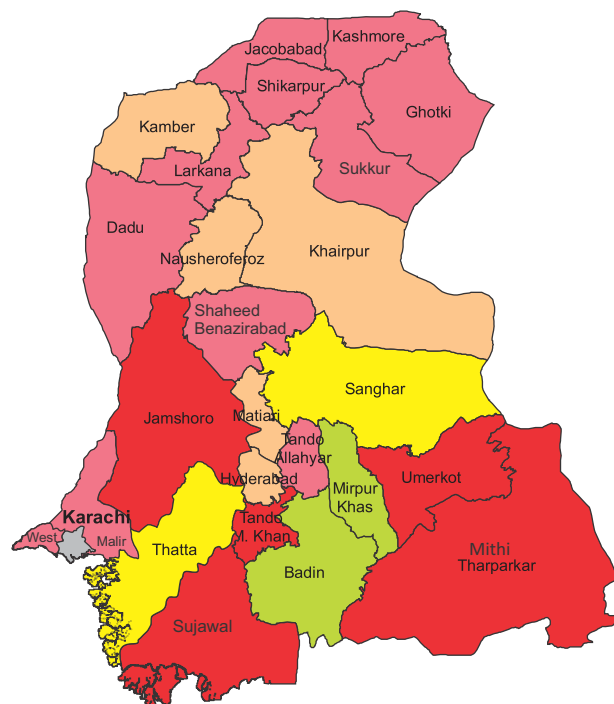 Kashmore
Jacobabad
Shikarpur
Ghotki
Kamber
Larkana
Sukkur
Dadu
Nausheroferoz
Khairpur
Shaheed
Benazirabad
Sanghar
Jamshoro
Matiari
Tando
Allahyar
Hyderabad
Umerkot
Mirpur
Khas
Karachi
West
Malir
Tando
M. Khan
Thatta
Mithi
Tharparkar
Badin
Sujawal